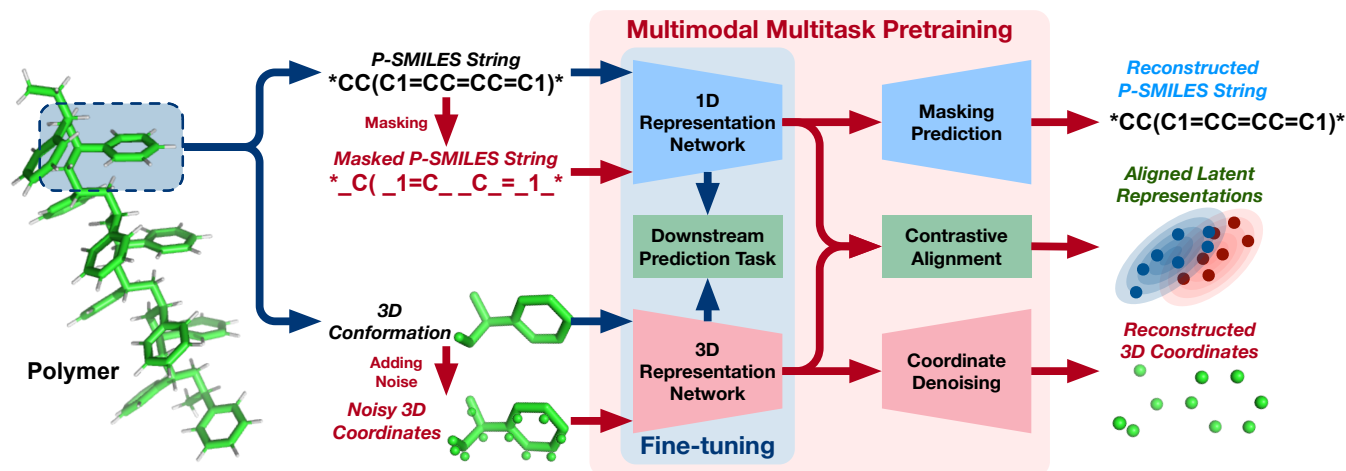 Multimodal Multitask Pretraining
P-SMILES String
*CC(C1=CC=CC=C1)*
Masking
Masked P-SMILES String
*_C( _1=C_ _C_=_1_*
1D
Representation
Network
Masking
Prediction
Reconstructed
P-SMILES String
*CC(C1=CC=CC=C1)*
Downstream
Prediction Task
Contrastive
Alignment
Aligned Latent
Representations
Polymer
3D
Conformation
Adding
Noise
Noisy 3D
Coordinates
3D
Representation
Network
Coordinate
Denoising
Reconstructed
3D Coordinates
Fine-tuning